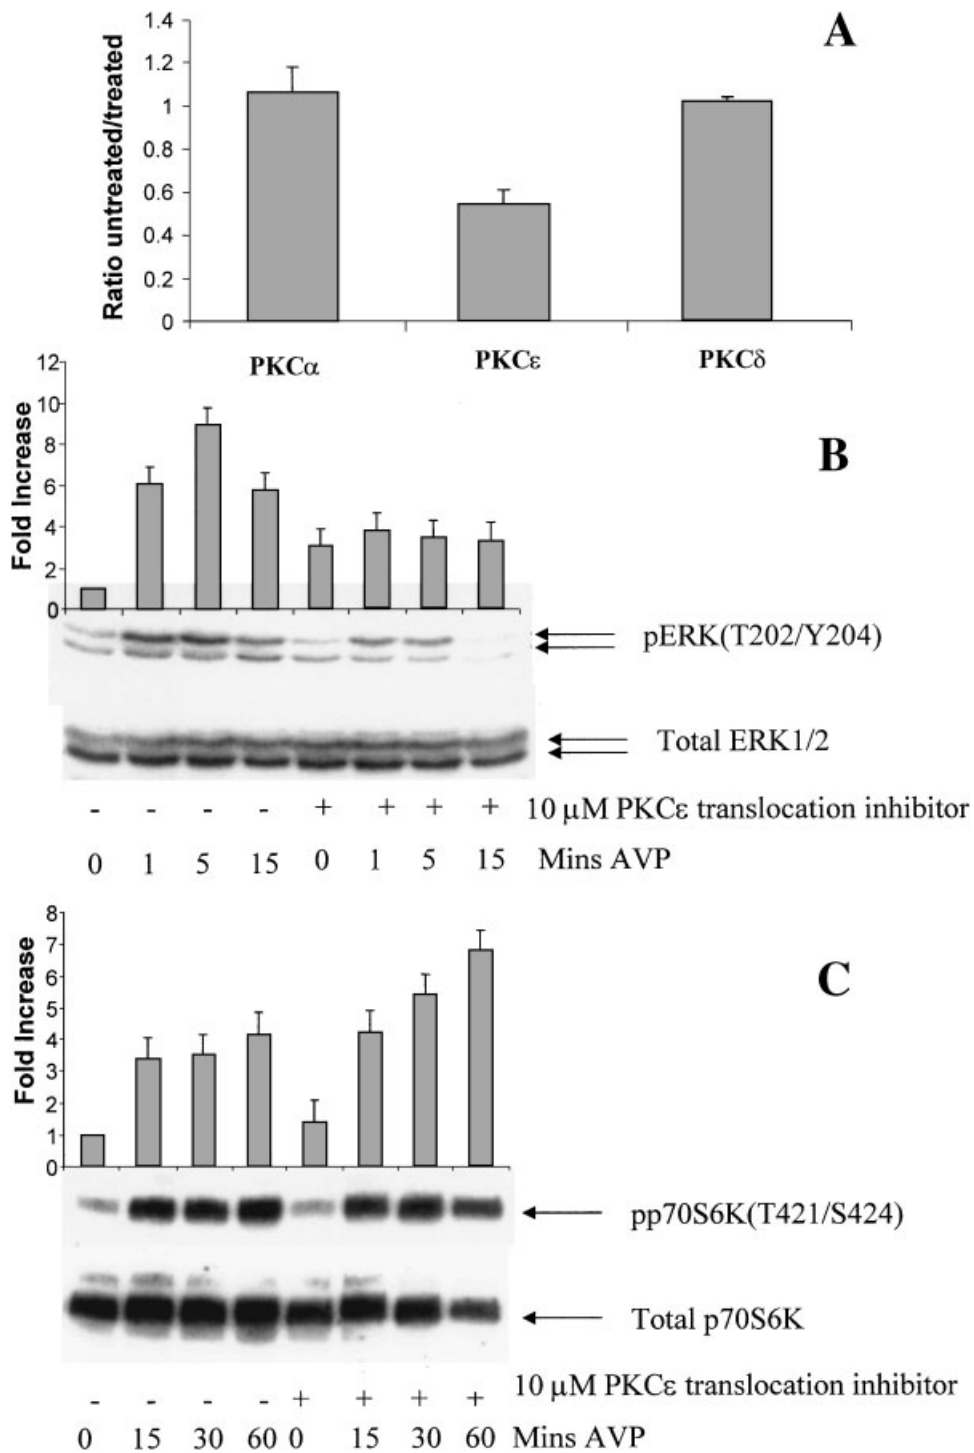 A
Ratio untreated/treated
1.4
1.2
1
0.8
0.6
0.4
0.2
0
PKCα PKCε PKCδ
B
Fold Increase
12
10
8
6
4
2
0
pERK(T202/Y204)
Total ERK1/2
- - - - + + + + 10 μM PKCε translocation inhibitor
0 1 5 15 0 1 5 15 Mins AVP
C
Fold Increase
8
7
6
5
4
3
2
1
0
pp70S6K(T421/S424)
Total p70S6K
- - - - + + + + 10 μM PKCε translocation inhibitor
0 15 30 60 0 15 30 60 Mins AVP